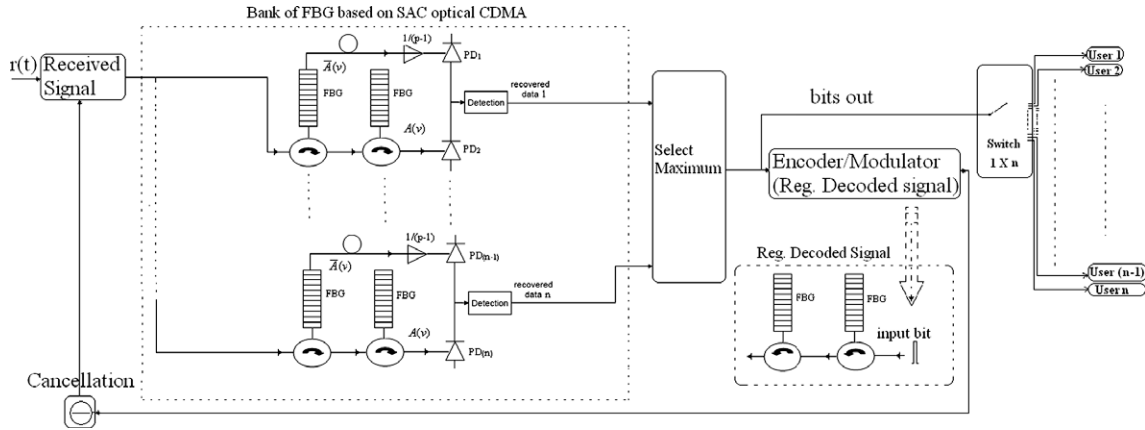 Bank of FBG based on SAC optical CDMA
r(t)
Received
Signal
A̅(v)
1/(p-1)
PD1
FBG
FBG
A(v)
PD2
Detection
recovered
data 1
Select
Maximum
bits out
Encoder/Modulator
(Reg. Decoded signal)
Switch
1 X n
User 1
User 2
User (n-1)
User n
A̅(v)
1/(p-1)
PD(n-1)
FBG
FBG
A(v)
PD(n)
Detection
recovered
data n
Reg. Decoded Signal
FBG
FBG
input bit
Cancellation